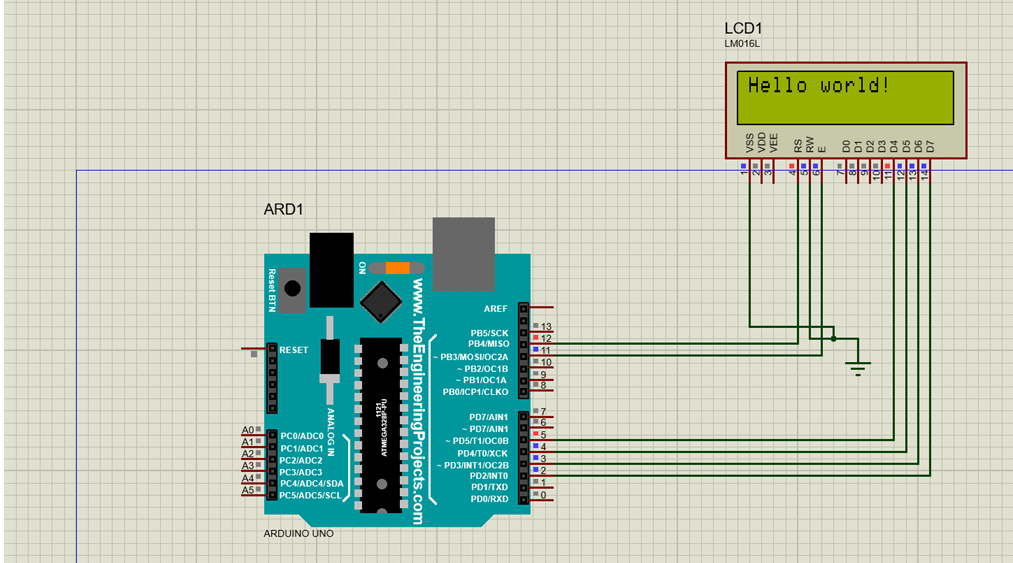 LCD1
LM016L
Hello world!
VSS
VDD
VEE
RS
RW
E
D0
D1
D2
D3
D4
D5
D6
D7
1
2
3
4
5
6
7
8
9
10
11
12
13
14
ARD1
Reset BTN
ON
www.TheEngineeringProjects.com
AREF
PB5/SCK 13
PB4/MISO 12
~ PB3/MOSI/OC2A 11
~ PB2/OC1B 10
~ PB1/OC1A 9
PB0/ICP1/CLKO 8
RESET
1121
ATMEGA328P-PU
ANALOG IN
PD7/AIN1 7
~ PD7/AIN1 6
~ PD5/T1/OC0B 5
PD4/T0/XCK 4
~ PD3/INT1/OC2B 3
PD2/INT0 2
PD1/TXD 1
PD0/RXD 0
A0 PC0/ADC0
A1 PC1/ADC1
A2 PC2/ADC2
A3 PC3/ADC3
A4 PC4/ADC4/SDA
A5 PC5/ADC5/SCL
ARDUINO UNO